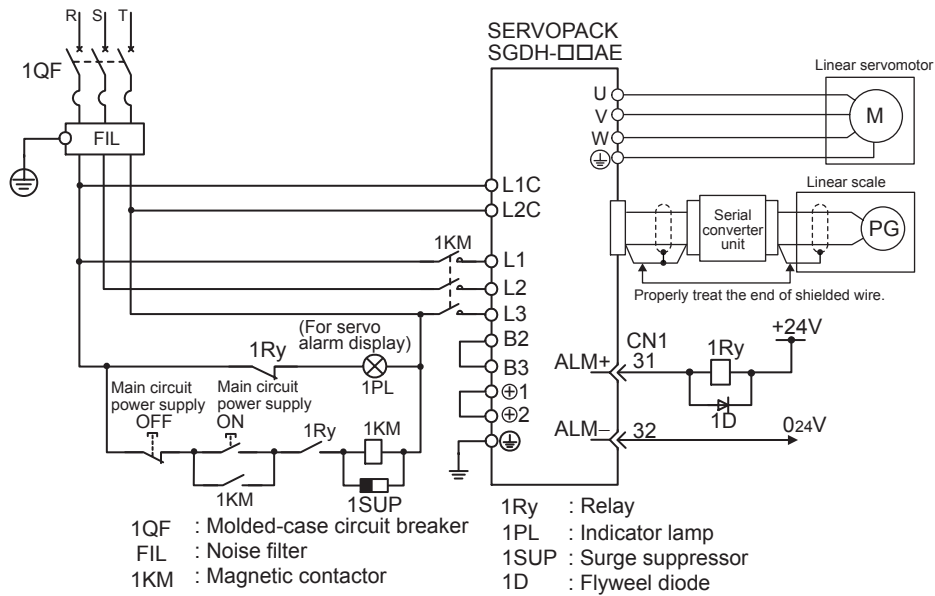 R S T
1QF
FIL
SERVOPACK
SGDH-□□AE
U
V
W
Linear servomotor
M
L1C
L2C
Linear scale
Serial
converter
unit
PG
1KM
L1
L2
L3
Properly treat the end of shielded wire.
(For servo
alarm display)
1Ry
1PL
B2
B3
⊕1
⊕2
CN1
ALM+ 31
1Ry
+24V
1D
ALM− 32
024V
Main circuit
power supply
OFF
Main circuit
power supply
ON
1Ry
1KM
1KM
1SUP
1QF : Molded-case circuit breaker
FIL : Noise filter
1KM : Magnetic contactor
1Ry : Relay
1PL : Indicator lamp
1SUP : Surge suppressor
1D : Flyweel diode